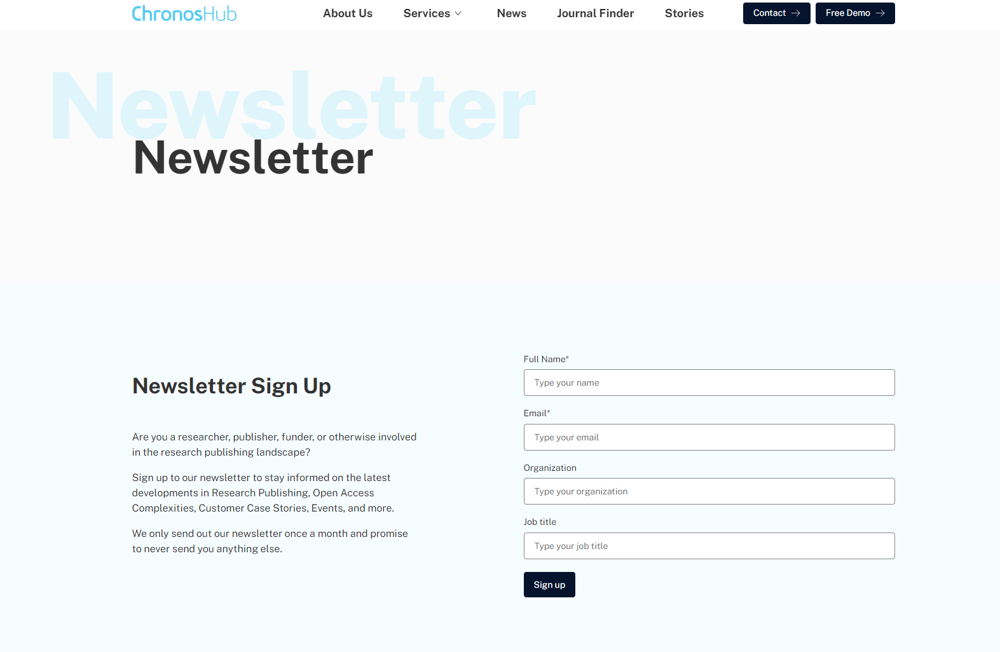 ChronosHub
About Us Services News Journal Finder Stories Contact Free Demo
Newsletter
Newsletter
Newsletter Sign Up
Are you a researcher, publisher, funder, or otherwise involved
in the research publishing landscape?
Sign up to our newsletter to stay informed on the latest
developments in Research Publishing, Open Access
Complexities, Customer Case Stories, Events, and more.
We only send out our newsletter once a month and promise
to never send you anything else.
Full Name*
Type your name
Email*
Type your email
Organization
Type your organization
Job title
Type your job title
Sign up